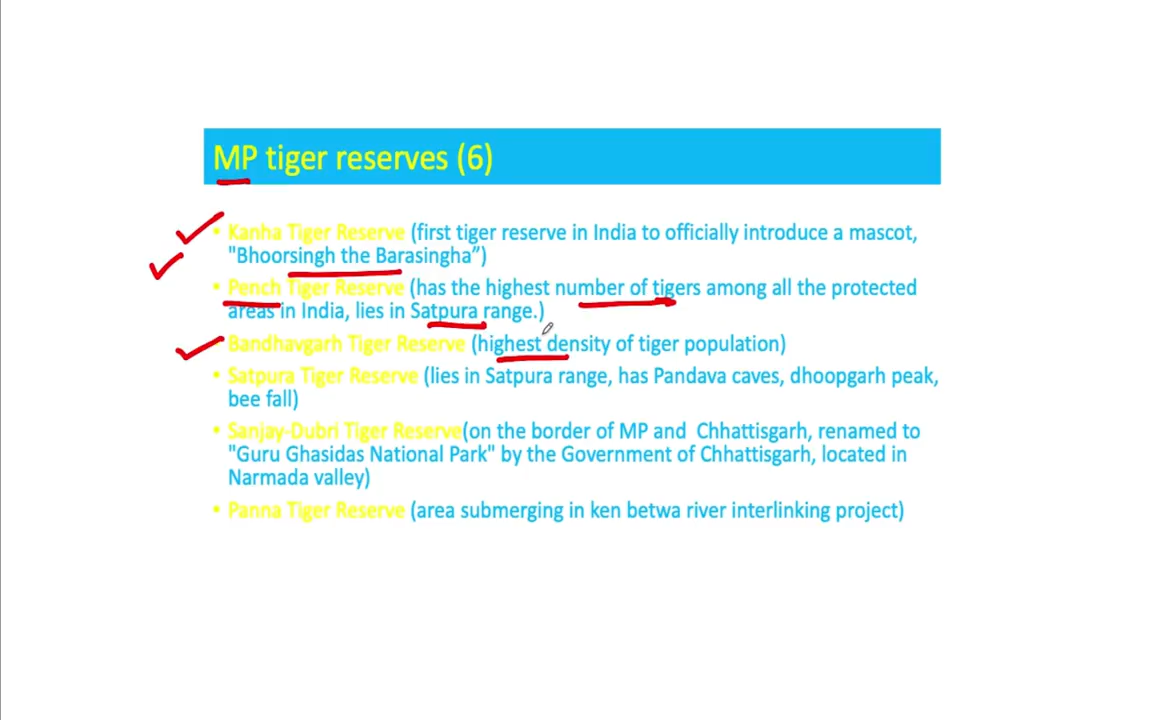 MP tiger reserves (6)
• Kanha Tiger Reserve (first tiger reserve in India to officially introduce a mascot,
"Bhoorsingh the Barasingha”)
• Pench Tiger Reserve (has the highest number of tigers among all the protected
areas in India, lies in Satpura range.)
• Bandhavgarh Tiger Reserve (highest density of tiger population)
• Satpura Tiger Reserve (lies in Satpura range, has Pandava caves, dhoopgarh peak,
bee fall)
• Sanjay-Dubri Tiger Reserve(on the border of MP and Chhattisgarh, renamed to
"Guru Ghasidas National Park" by the Government of Chhattisgarh, located in
Narmada valley)
• Panna Tiger Reserve (area submerging in ken betwa river interlinking project)